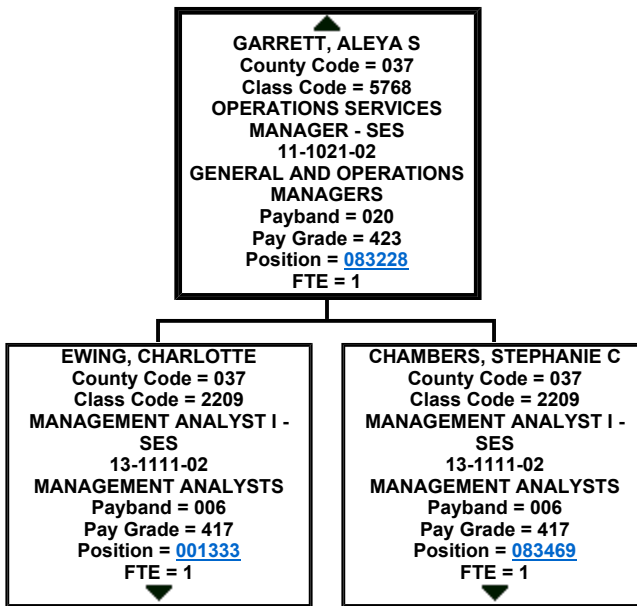 GARRETT, ALEYA S
County Code = 037
Class Code = 5768
OPERATIONS SERVICES
MANAGER - SES
11-1021-02
GENERAL AND OPERATIONS
MANAGERS
Payband = 020
Pay Grade = 423
Position = 083228
FTE = 1
EWING, CHARLOTTE
County Code = 037
Class Code = 2209
MANAGEMENT ANALYST I -
SES
13-1111-02
MANAGEMENT ANALYSTS
Payband = 006
Pay Grade = 417
Position = 001333
FTE = 1
CHAMBERS, STEPHANIE C
County Code = 037
Class Code = 2209
MANAGEMENT ANALYST I -
SES
13-1111-02
MANAGEMENT ANALYSTS
Payband = 006
Pay Grade = 417
Position = 083469
FTE = 1